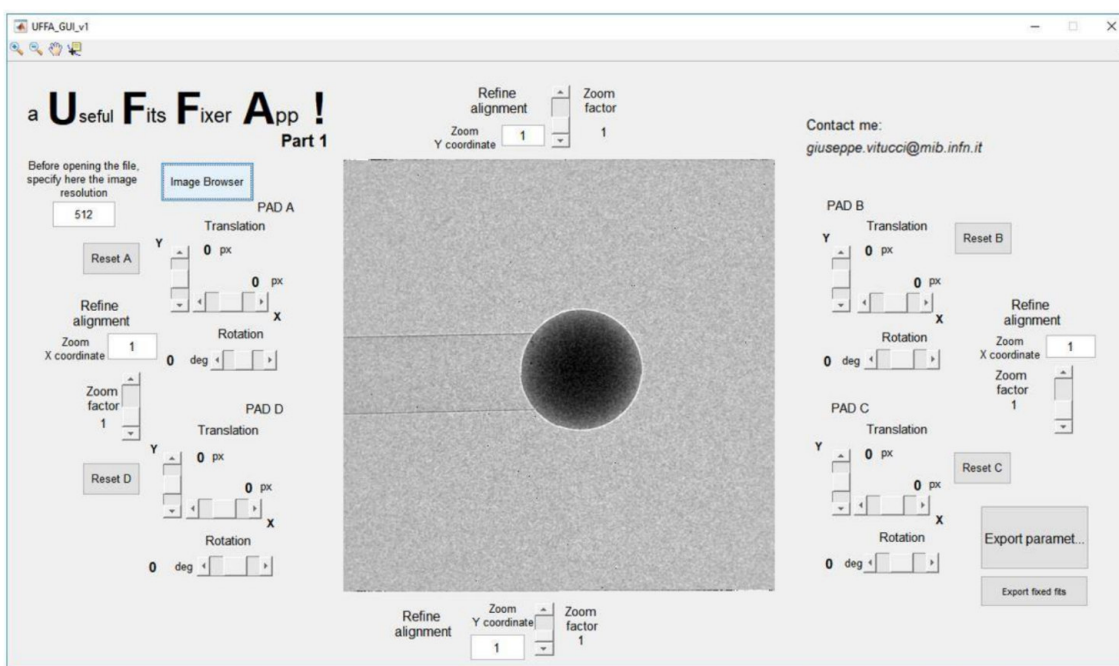 UFFA_GUI_v1
a Useful Fits Fixer App !
Part 1
Refine
alignment
Zoom
Y coordinate
1
Zoom
factor
1
Contact me:
giuseppe.vitucci@mib.infn.it
Before opening the file,
specify here the image
resolution
512
Image Browser
PAD A
Translation
Y
0 px
0 px
X
Reset A
Rotation
0 deg
Refine
alignment
Zoom
X coordinate
1
Zoom
factor
1
PAD D
Translation
Y
0 px
0 px
X
Reset D
Rotation
0 deg
PAD B
Translation
Y
0 px
0 px
X
Reset B
Rotation
0 deg
Refine
alignment
Zoom
X coordinate
1
Zoom
factor
1
PAD C
Translation
Y
0 px
0 px
X
Reset C
Rotation
0 deg
Export paramet...
Export fixed fits
Refine
alignment
Zoom
Y coordinate
1
Zoom
factor
1